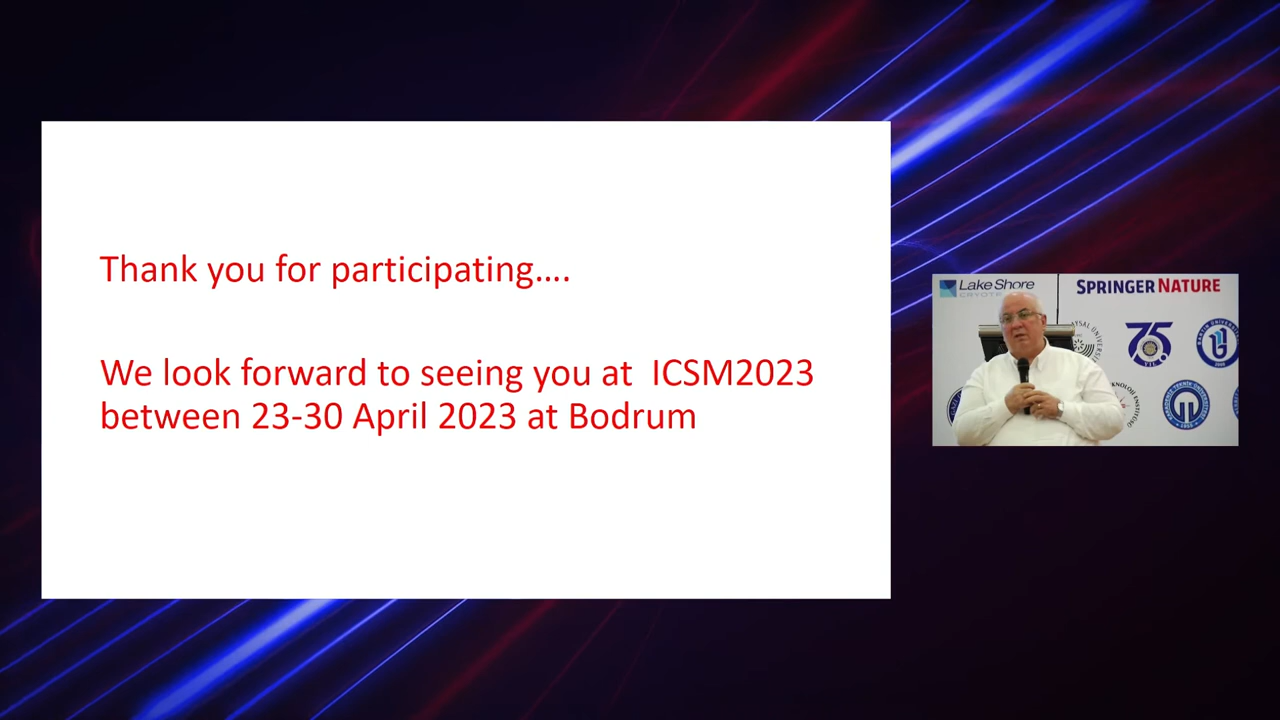 Thank you for participating....
We look forward to seeing you at ICSM2023
between 23-30 April 2023 at Bodrum
Lake Shore
SPRINGER NATURE
75.
YIL